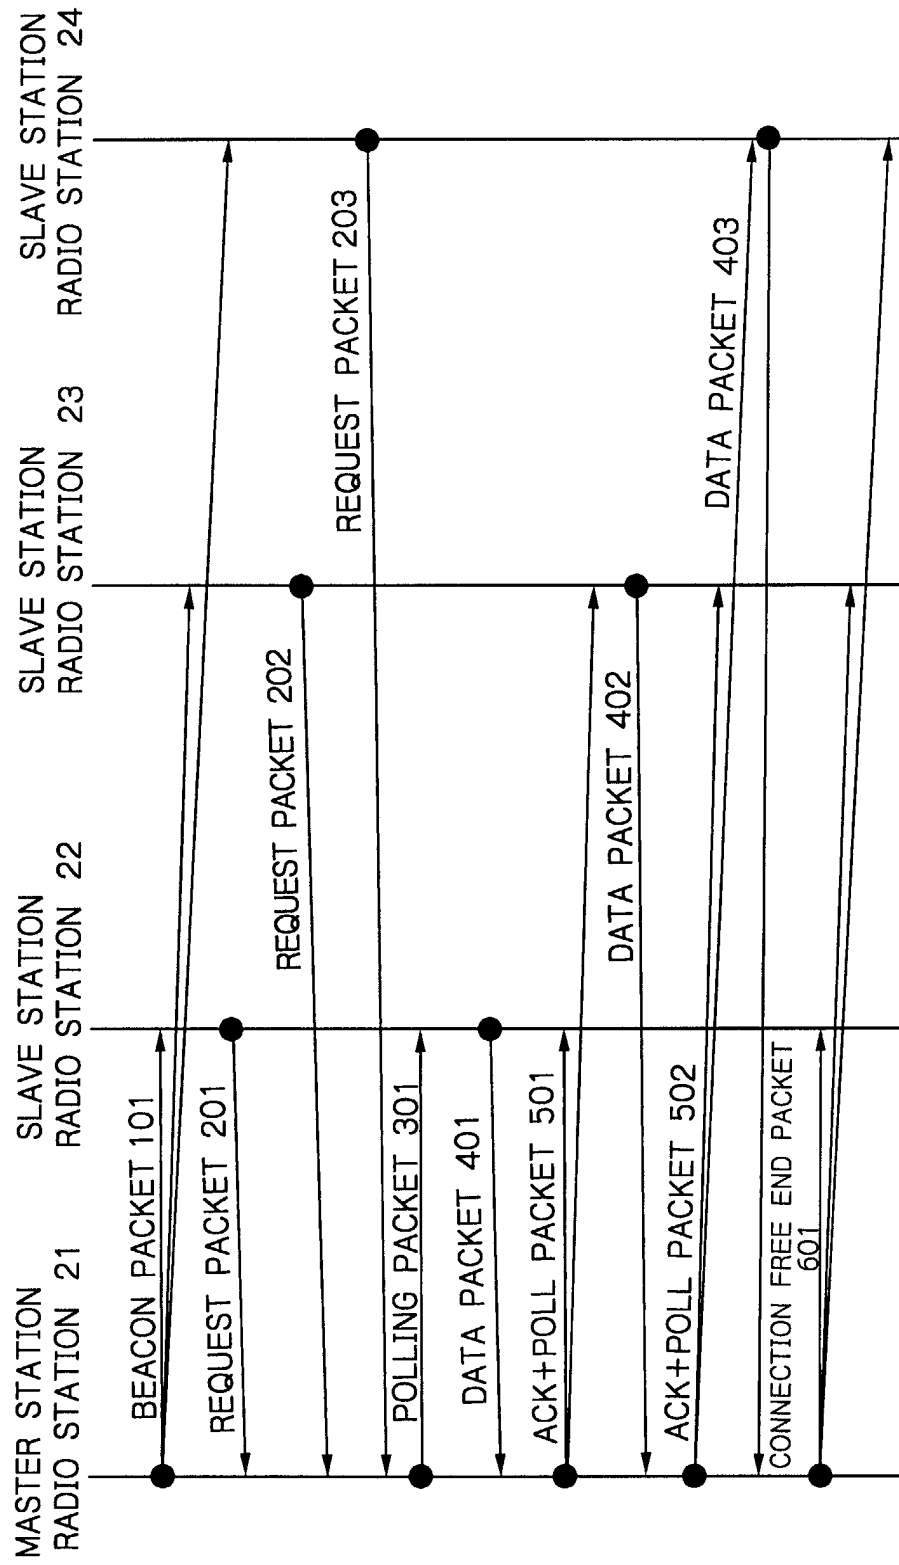 MASTER STATION
RADIO STATION 21
SLAVE STATION
RADIO STATION 22
SLAVE STATION
RADIO STATION 23
SLAVE STATION
RADIO STATION 24
BEACON PACKET 101
REQUEST PACKET 201
REQUEST PACKET 202
REQUEST PACKET 203
POLLING PACKET 301
DATA PACKET 401
ACK+POLL PACKET 501
DATA PACKET 402
ACK+POLL PACKET 502
DATA PACKET 403
CONNECTION FREE END PACKET
601